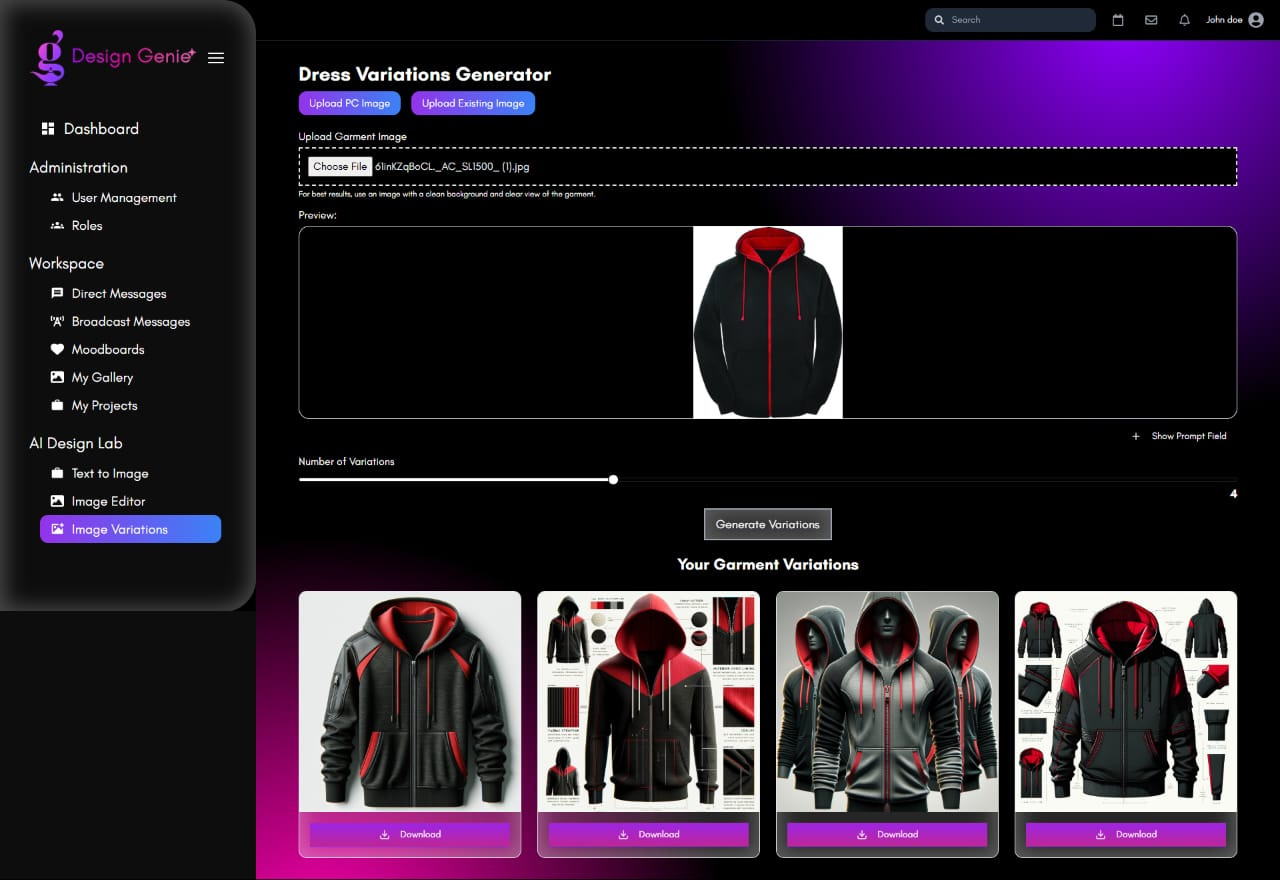 Design Genie
Search
John doe
Dashboard
Administration
User Management
Roles
Workspace
Direct Messages
Broadcast Messages
Moodboards
My Gallery
My Projects
AI Design Lab
Text to Image
Image Editor
Image Variations
Dress Variations Generator
Upload PC Image
Upload Existing Image
Upload Garment Image
Choose File
61inKZqBoCL._AC_SL1500_ (1).jpg
For best results, use an image with a clean background and clear view of the garment.
Preview:
+ Show Prompt Field
Number of Variations
4
Generate Variations
Your Garment Variations
Download
Download
Download
Download